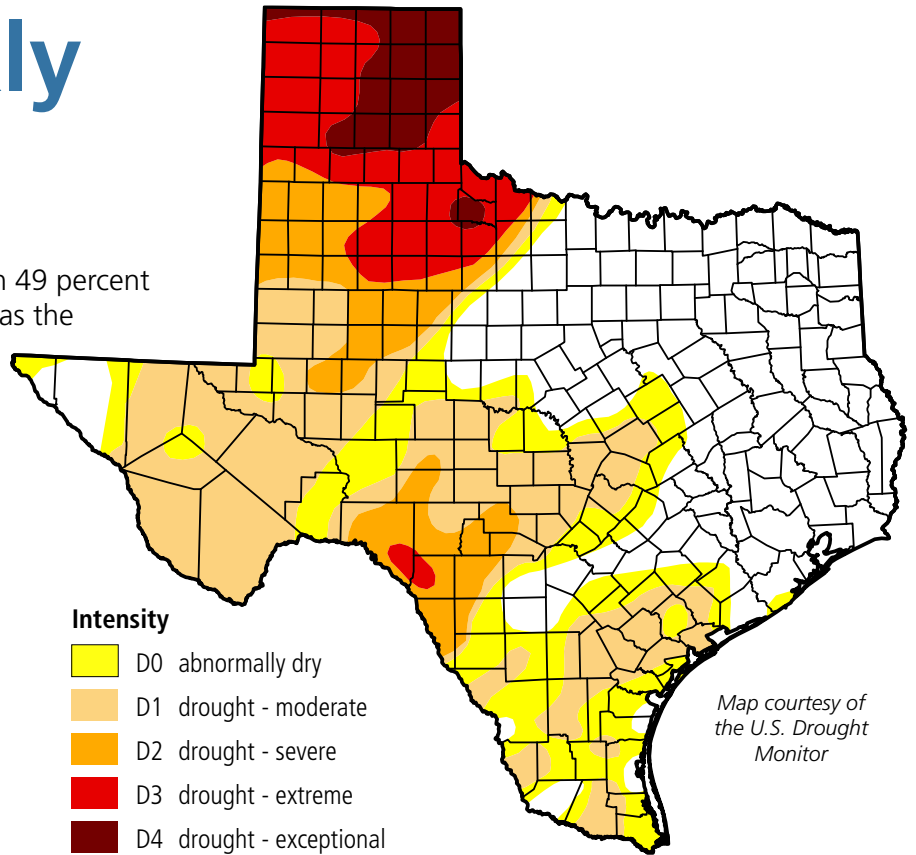 ly
49 percent
as the
Intensity
D0 abnormally dry
D1 drought - moderate
D2 drought - severe
D3 drought - extreme
D4 drought - exceptional
Map courtesy of
the U.S. Drought
Monitor